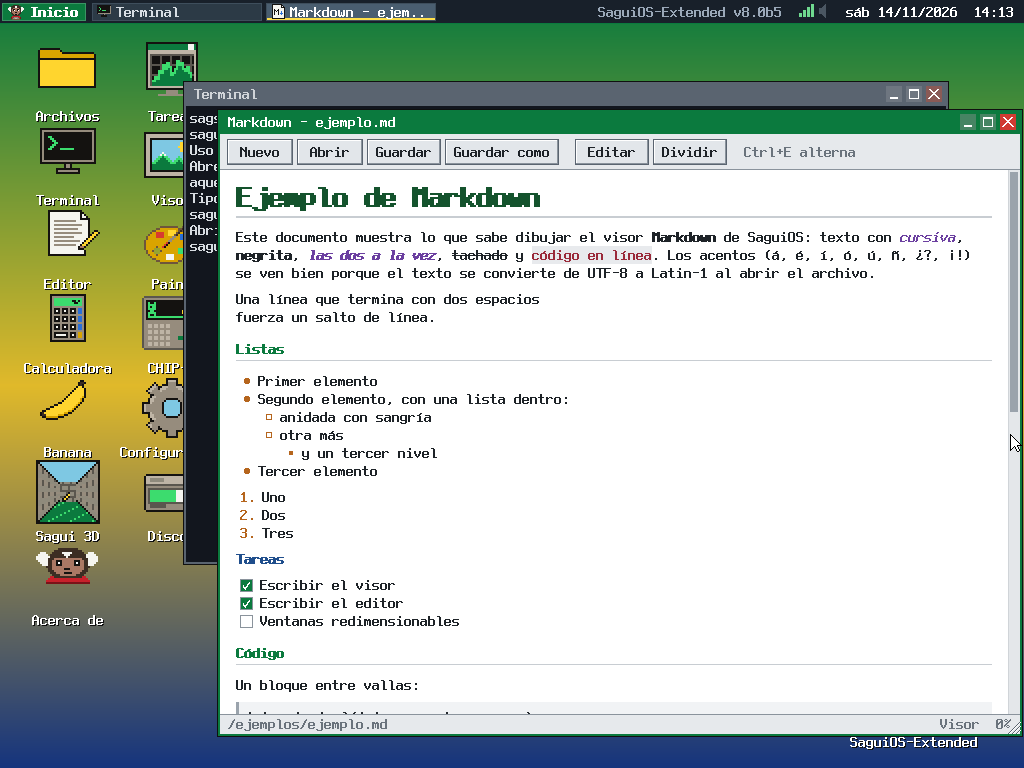 Inicio
Terminal
Markdown - ejem..
SaguiOS-Extended v8.0b5
sáb 14/11/2026
14:13
Archivos
Terminal
Editor
Calculadora
CHIP-
Banana
Sagui 3D
Acerca de
Terminal
Uso
Markdown - ejemplo.md
Nuevo
Abrir
Guardar
Guardar como
Editar
Dividir
Ctrl+E alterna
Ejemplo de Markdown
Este documento muestra lo que sabe dibujar el visor Markdown de SaguiOS: texto con cursiva,
negrita, las dos a la vez, tachado y código en línea. Los acentos (á, é, í, ó, ú, ñ, ¿?, ¡!)
se ven bien porque el texto se convierte de UTF-8 a Latin-1 al abrir el archivo.
Una línea que termina con dos espacios
fuerza un salto de línea.
Listas
Primer elemento
Segundo elemento, con una lista dentro:
anidada con sangría
otra más
y un tercer nivel
Tercer elemento
1. Uno
2. Dos
3. Tres
Tareas
Escribir el visor
Escribir el editor
Ventanas redimensionables
Código
Un bloque entre vallas:
/ejemplos/ejemplo.md
Visor 0%
SaguiOS-Extended